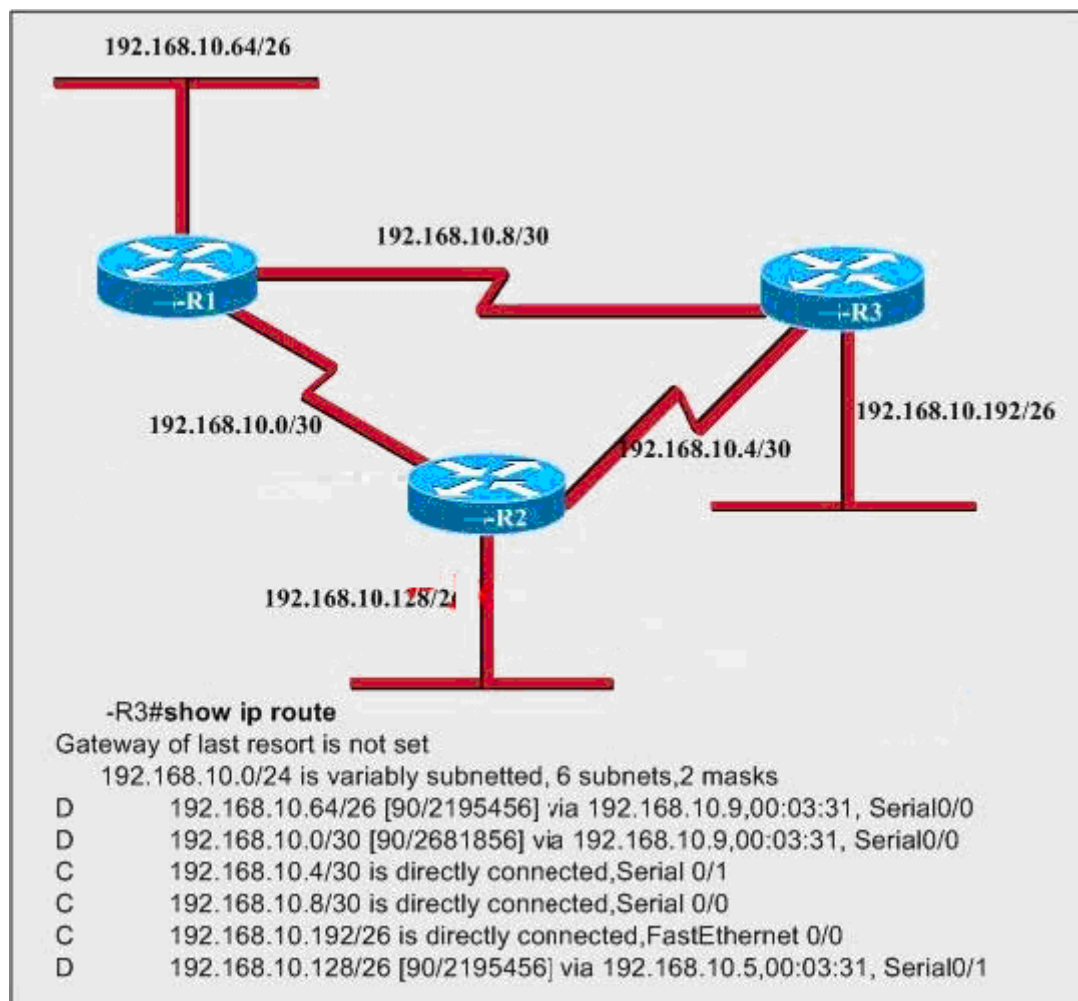 192.168.10.64/26
192.168.10.8/30
-R1
-R3
192.168.10.192/26
192.168.10.0/30
192.168.10.4/30
-R2
192.168.10.128/2
-R3#show ip route
Gateway of last resort is not set
192.168.10.0/24 is variably subnetted, 6 subnets,2 masks
D 192.168.10.64/26 [90/2195456] via 192.168.10.9,00:03:31, Serial0/0
D 192.168.10.0/30 [90/2681856] via 192.168.10.9,00:03:31, Serial0/0
C 192.168.10.4/30 is directly connected,Serial 0/1
C 192.168.10.8/30 is directly connected,Serial 0/0
C 192.168.10.192/26 is directly connected,FastEthernet 0/0
D 192.168.10.128/26 [90/2195456] via 192.168.10.5,00:03:31, Serial0/1